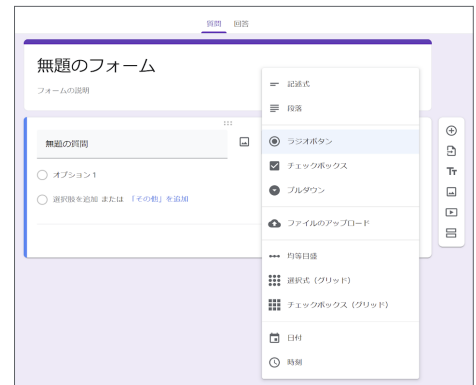 質問 回答
無題のフォーム
フォームの説明
無題の質問
オプション 1
選択肢を追加 または 「その他」を追加
記述式
段落
ラジオボタン
チェックボックス
プルダウン
ファイルのアップロード
均等目盛
選択式（グリッド）
チェックボックス（グリッド）
日付
時刻
Tт